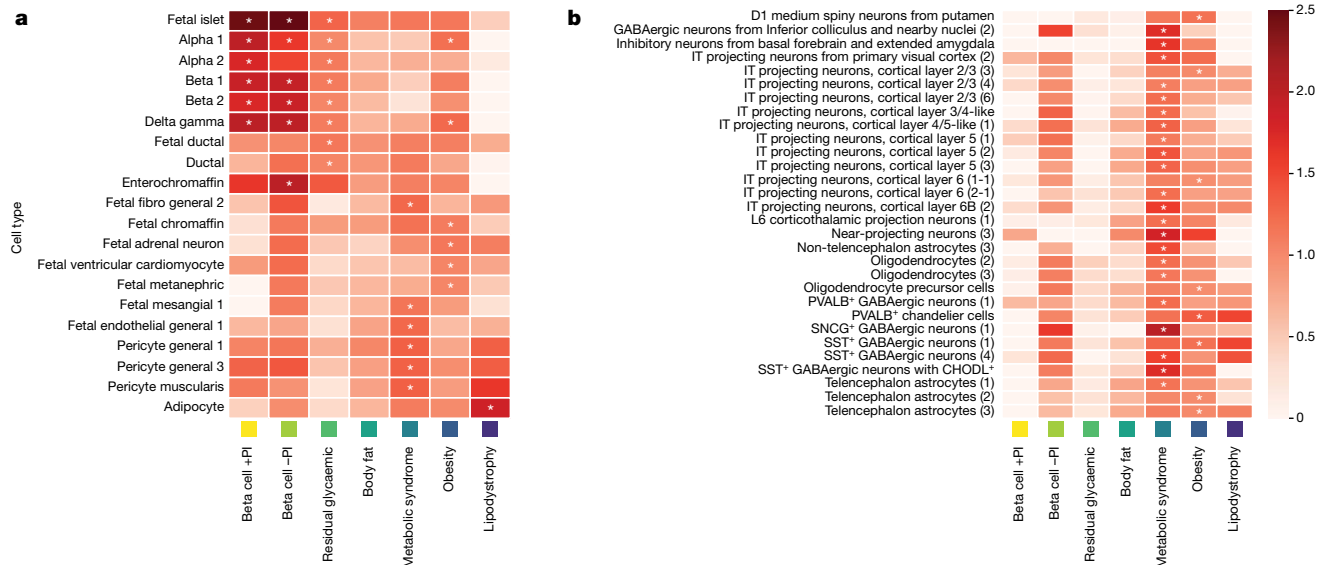 a
Cell type
Fetal islet
Alpha 1
Alpha 2
Beta 1
Beta 2
Delta gamma
Fetal ductal
Ductal
Enterochromaffin
Fetal fibro general 2
Fetal chromaffin
Fetal adrenal neuron
Fetal ventricular cardiomyocyte
Fetal metanephric
Fetal mesangial 1
Fetal endothelial general 1
Pericyte general 1
Pericyte general 3
Pericyte muscularis
Adipocyte
Beta cell +PI
Beta cell −PI
Residual glycaemic
Body fat
Metabolic syndrome
Obesity
Lipodystrophy
b
D1 medium spiny neurons from putamen
GABAergic neurons from Inferior colliculus and nearby nuclei (2)
Inhibitory neurons from basal forebrain and extended amygdala
IT projecting neurons from primary visual cortex (2)
IT projecting neurons, cortical layer 2/3 (3)
IT projecting neurons, cortical layer 2/3 (4)
IT projecting neurons, cortical layer 2/3 (6)
IT projecting neurons, cortical layer 3/4-like
IT projecting neurons, cortical layer 4/5-like (1)
IT projecting neurons, cortical layer 5 (1)
IT projecting neurons, cortical layer 5 (2)
IT projecting neurons, cortical layer 5 (3)
IT projecting neurons, cortical layer 6 (1-1)
IT projecting neurons, cortical layer 6 (2-1)
IT projecting neurons, cortical layer 6B (2)
L6 corticothalamic projection neurons (1)
Near-projecting neurons (3)
Non-telencephalon astrocytes (3)
Oligodendrocytes (2)
Oligodendrocytes (3)
Oligodendrocyte precursor cells
PVALB⁺ GABAergic neurons (1)
PVALB⁺ chandelier cells
SNCG⁺ GABAergic neurons (1)
SST⁺ GABAergic neurons (1)
SST⁺ GABAergic neurons (4)
SST⁺ GABAergic neurons with CHODL⁺
Telencephalon astrocytes (1)
Telencephalon astrocytes (2)
Telencephalon astrocytes (3)
Beta cell +PI
Beta cell −PI
Residual glycaemic
Body fat
Metabolic syndrome
Obesity
Lipodystrophy
2.5
2.0
1.5
1.0
0.5
0